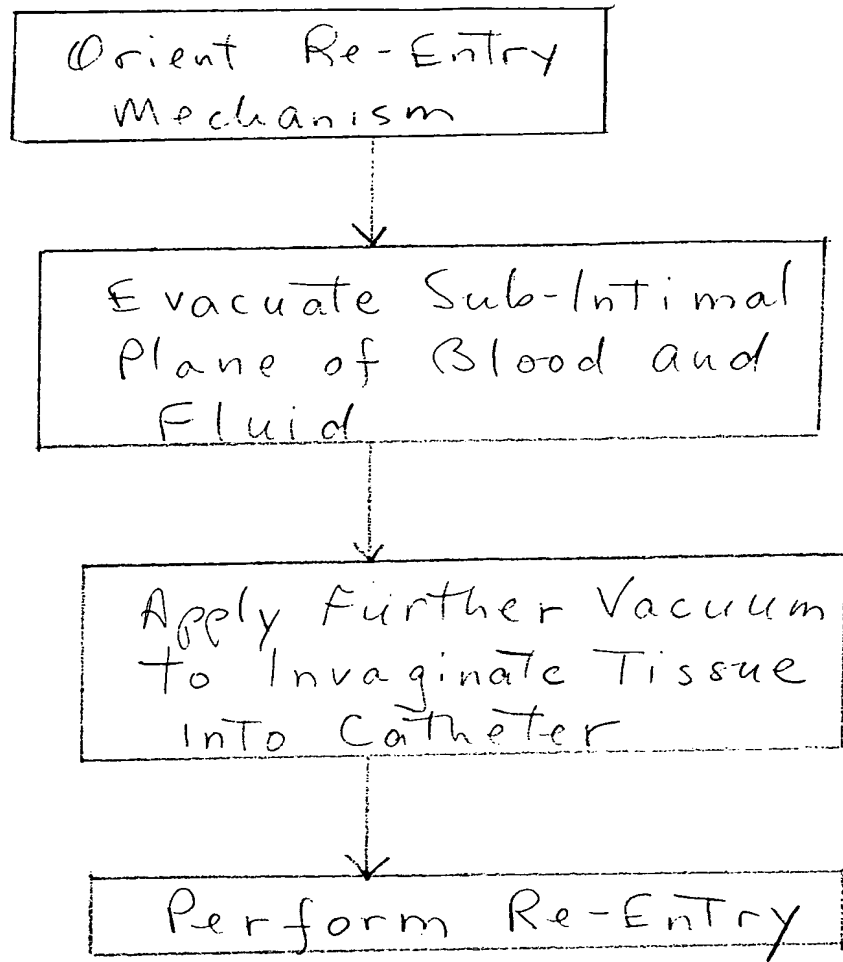 Orient Re-Entry
Mechanism
Evacuate Sub-Intimal
Plane of Blood and
Fluid
Apply Further Vacuum
to Invaginate Tissue
Into Catheter
Perform Re-Entry